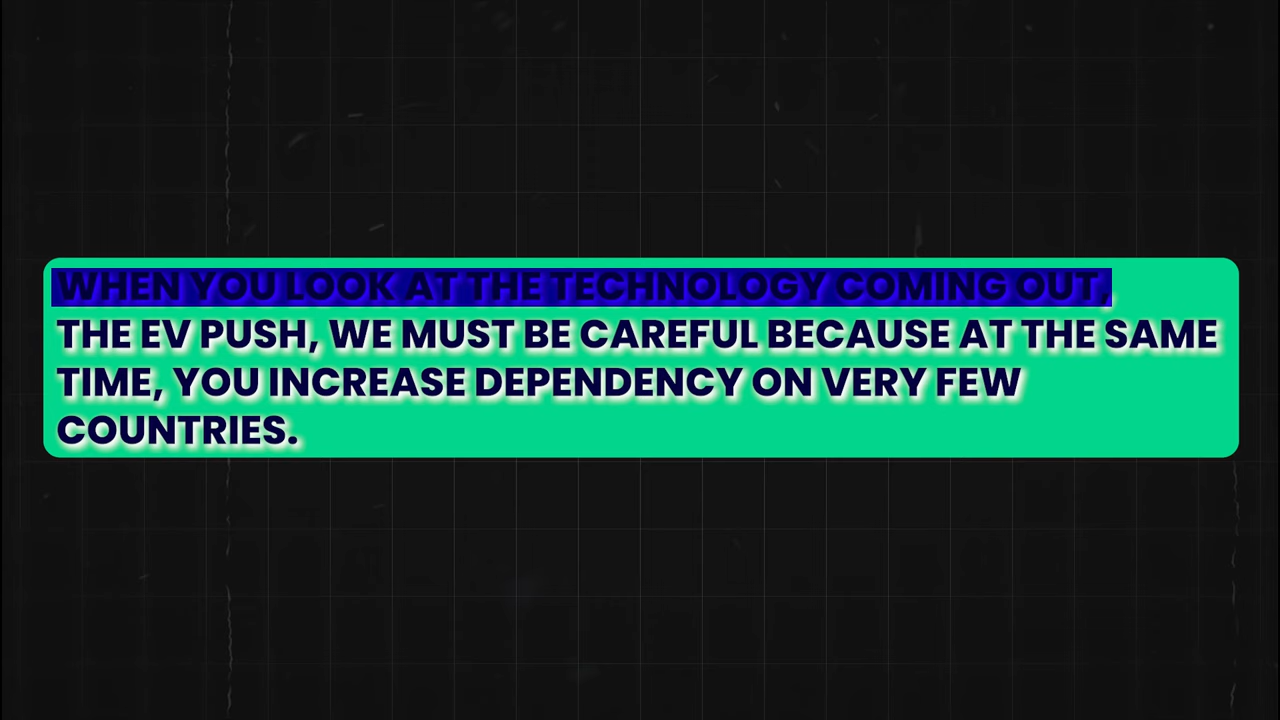 WHEN YOU LOOK AT THE TECHNOLOGY COMING OUT,
THE EV PUSH, WE MUST BE CAREFUL BECAUSE AT THE SAME
TIME, YOU INCREASE DEPENDENCY ON VERY FEW
COUNTRIES.